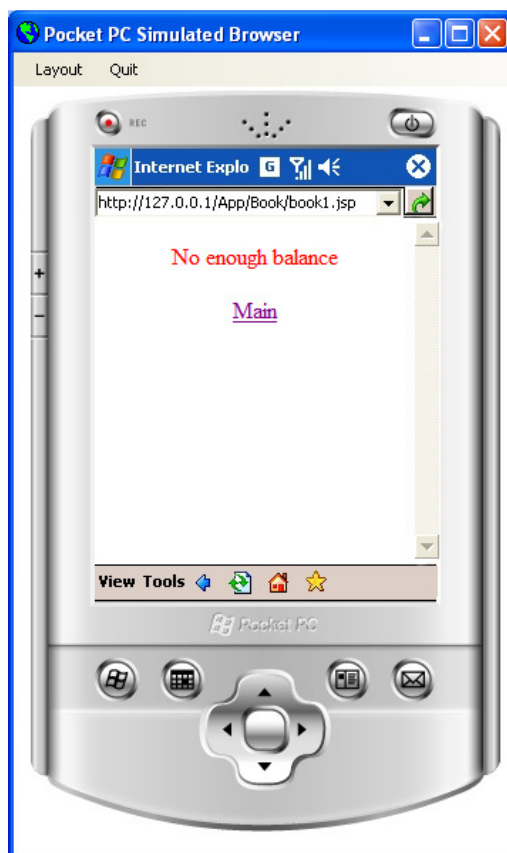 Pocket PC Simulated Browser
Layout Quit
REC
Internet Explo G
http://127.0.0.1/App/Book/book1.jsp
No enough balance
Main
+
−
View Tools
Pocket PC